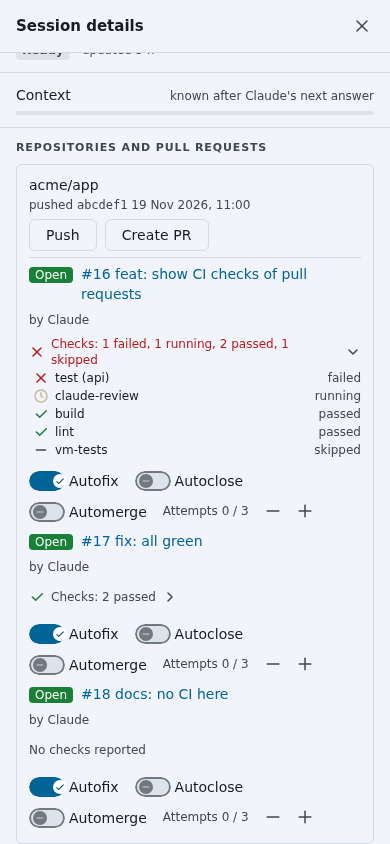 Session details
Context
known after Claude's next answer
REPOSITORIES AND PULL REQUESTS
acme/app
pushed abcdef1 19 Nov 2026, 11:00
Push
Create PR
Open #16 feat: show CI checks of pull
requests
by Claude
Checks: 1 failed, 1 running, 2 passed, 1
skipped
test (api) failed
claude-review running
build passed
lint passed
vm-tests skipped
Autofix Autoclose
Automerge Attempts 0 / 3
Open #17 fix: all green
by Claude
Checks: 2 passed
Autofix Autoclose
Automerge Attempts 0 / 3
Open #18 docs: no CI here
by Claude
No checks reported
Autofix Autoclose
Automerge Attempts 0 / 3